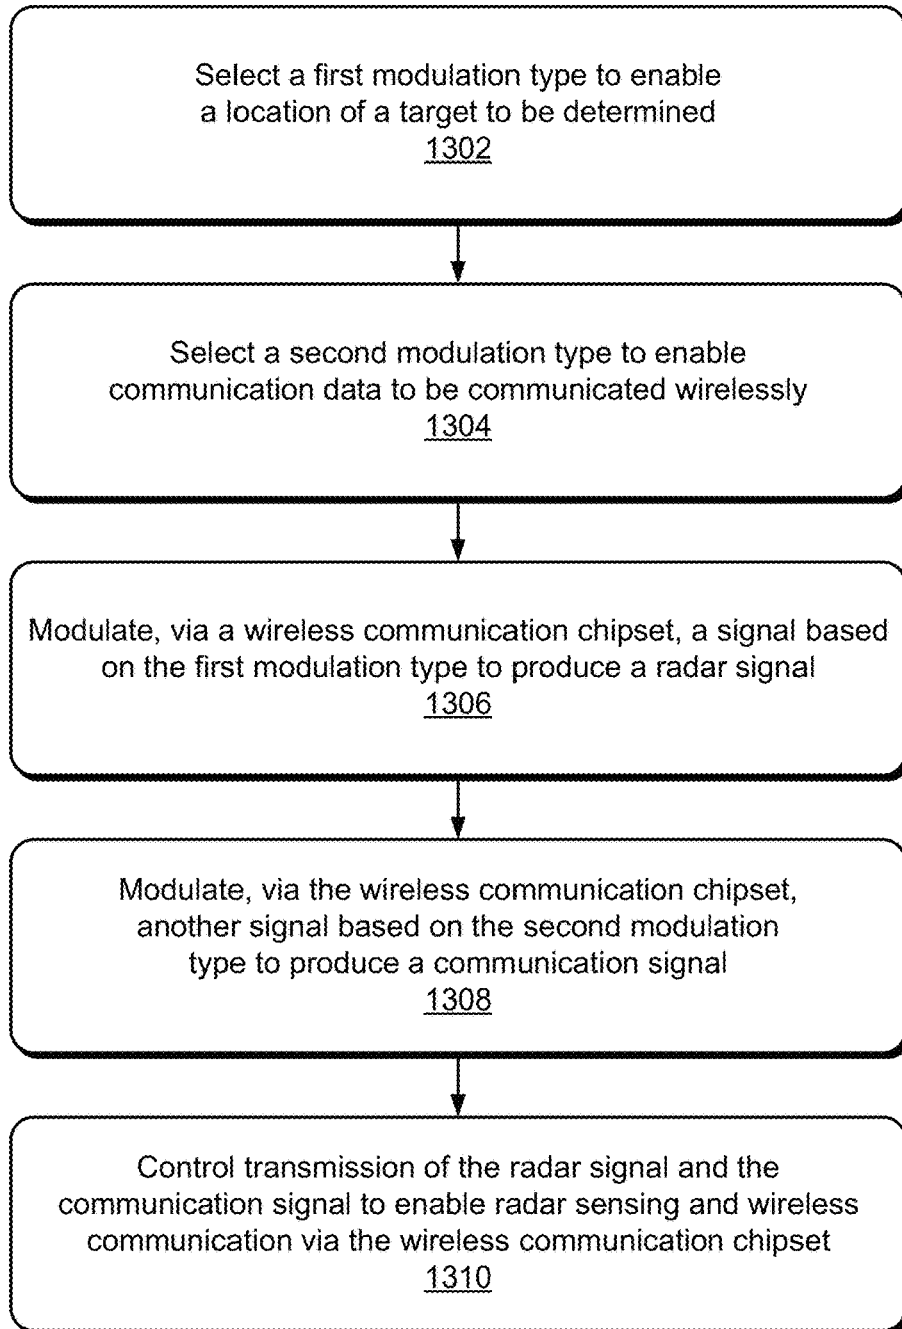 Select a first modulation type to enable
a location of a target to be determined
1302
Select a second modulation type to enable
communication data to be communicated wirelessly
1304
Modulate, via a wireless communication chipset, a signal based
on the first modulation type to produce a radar signal
1306
Modulate, via the wireless communication chipset,
another signal based on the second modulation
type to produce a communication signal
1308
Control transmission of the radar signal and the
communication signal to enable radar sensing and wireless
communication via the wireless communication chipset
1310